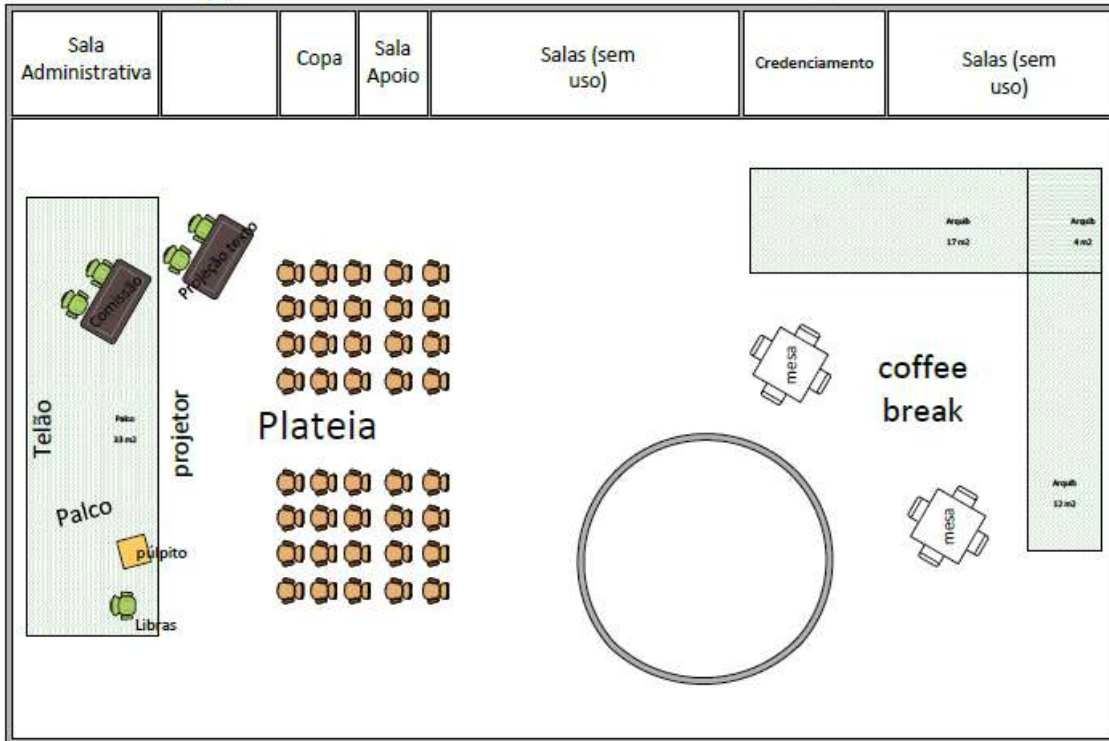 Sala
Administrativa
Copa
Sala
Apoio
Salas (sem
uso)
Credenciamento
Salas (sem
uso)
Arquib
17 m2
Arquib
4 m2
Projeção texto
Comissão
mesa
coffee
break
Telão
Palco
33 m2
projetor
Plateia
Palco
púlpito
Libras
mesa
Arquib
12 m2